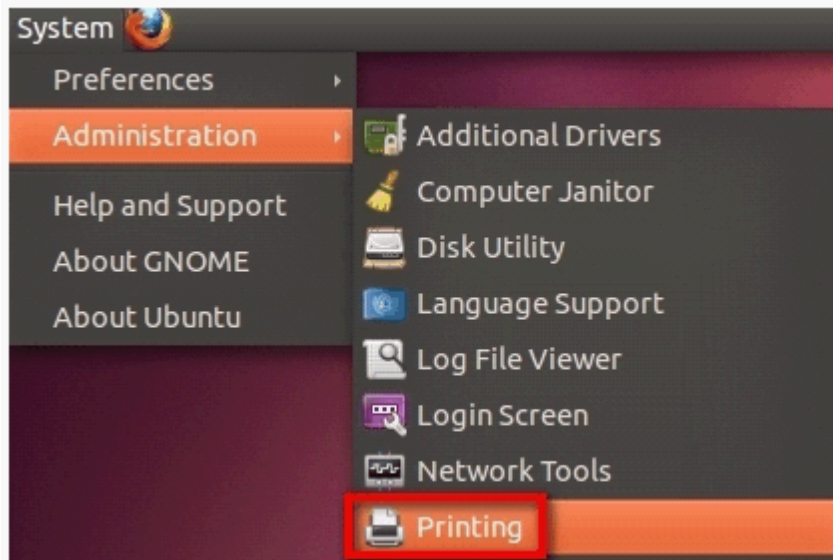 System
Preferences
Administration
Help and Support
About GNOME
About Ubuntu
Additional Drivers
Computer Janitor
Disk Utility
Language Support
Log File Viewer
Login Screen
Network Tools
Printing